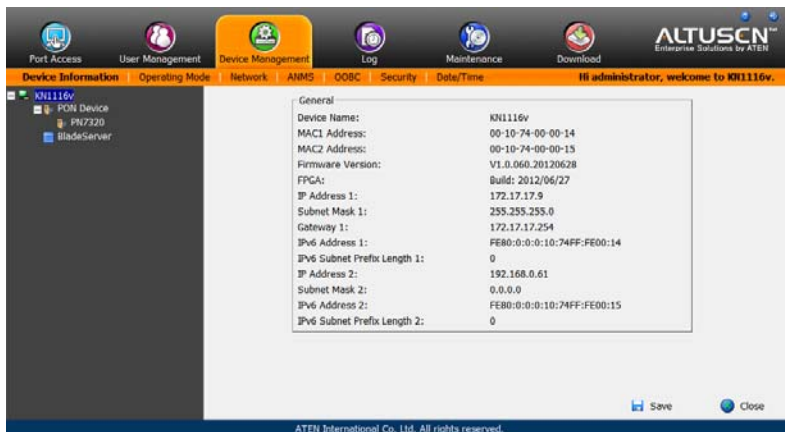 Port Access User Management Device Management Log Maintenance Download
ALTUSCN™
Enterprise Solutions by ATEN
Device Information Operating Mode Network ANMS OOBC Security Date/Time Hi administrator, welcome to KN1116v.
KN1116v
PON Device
PN7320
BladeServer
General
Device Name: KN1116v
MAC1 Address: 00-10-74-00-00-14
MAC2 Address: 00-10-74-00-00-15
Firmware Version: V1.0.060.20120628
FPGA: Build: 2012/06/27
IP Address 1: 172.17.17.9
Subnet Mask 1: 255.255.255.0
Gateway 1: 172.17.17.254
IPv6 Address 1: FE80:0:0:0:10:74FF:FE00:14
IPv6 Subnet Prefix Length 1: 0
IP Address 2: 192.168.0.61
Subnet Mask 2: 0.0.0.0
IPv6 Address 2: FE80:0:0:0:10:74FF:FE00:15
IPv6 Subnet Prefix Length 2: 0
Save Close
ATEN International Co. Ltd. All rights reserved.